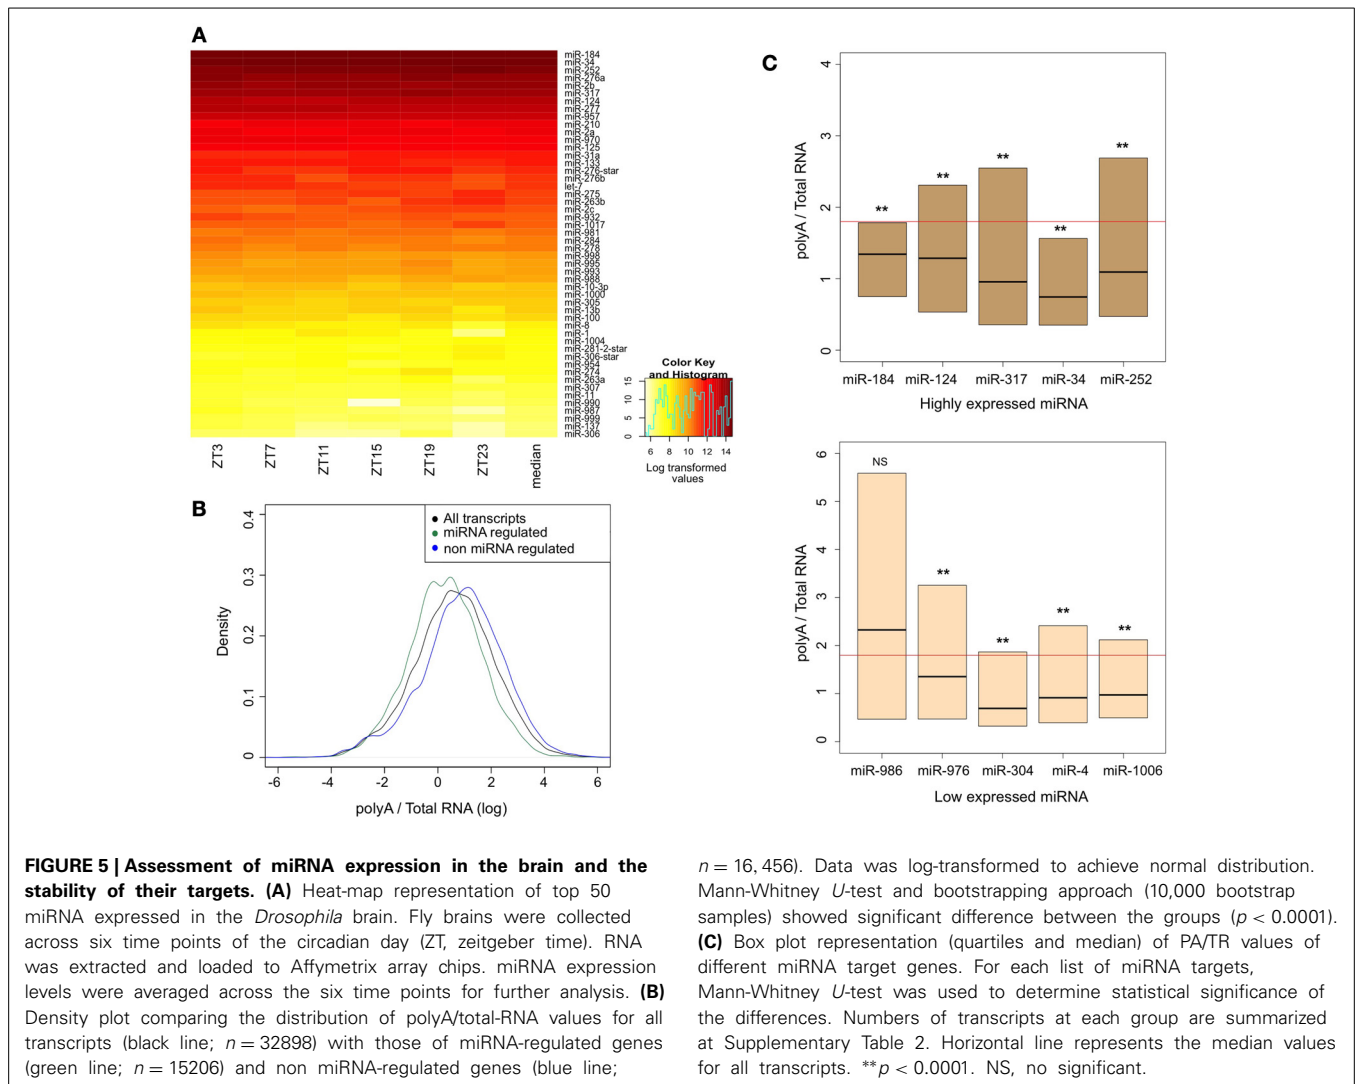 A
miR-184
miR-34
miR-252
miR-276a
miR-2b
miR-317
miR-124
miR-277
miR-957
miR-210
miR-2a
miR-970
miR-125
miR-31a
miR-133
miR-276-star
miR-276b
let-7
miR-275
miR-263b
miR-2c
miR-932
miR-1017
miR-981
miR-284
miR-278
miR-998
miR-995
miR-993
miR-988
miR-10-3p
miR-1000
miR-305
miR-13b
miR-100
miR-8
miR-1
miR-1004
miR-281-2-star
miR-306-star
miR-954
miR-274
miR-263a
miR-307
miR-11
miR-990
miR-987
miR-999
miR-137
miR-306
ZT3 ZT7 ZT11 ZT15 ZT19 ZT23 median
Color Key
and Histogram
15
10
5
0
6 8 10 12 14
Log transformed
values
B
All transcripts
miRNA regulated
non miRNA regulated
Density
0.4
0.3
0.2
0.1
0
-6 -4 -2 0 2 4 6
polyA / Total RNA (log)
C
polyA / Total RNA
4
3
2
1
0
** ** ** ** **
miR-184 miR-124 miR-317 miR-34 miR-252
Highly expressed miRNA
polyA / Total RNA
6
5
4
3
2
1
0
NS ** ** ** **
miR-986 miR-976 miR-304 miR-4 miR-1006
Low expressed miRNA
FIGURE 5 | Assessment of miRNA expression in the brain and the
stability of their targets. (A) Heat-map representation of top 50
miRNA expressed in the Drosophila brain. Fly brains were collected
across six time points of the circadian day (ZT, zeitgeber time). RNA
was extracted and loaded to Affymetrix array chips. miRNA expression
levels were averaged across the six time points for further analysis. (B)
Density plot comparing the distribution of polyA/total-RNA values for all
transcripts (black line; n = 32898) with those of miRNA-regulated genes
(green line; n = 15206) and non miRNA-regulated genes (blue line;
n = 16, 456). Data was log-transformed to achieve normal distribution.
Mann-Whitney U-test and bootstrapping approach (10,000 bootstrap
samples) showed significant difference between the groups (p < 0.0001).
(C) Box plot representation (quartiles and median) of PA/TR values of
different miRNA target genes. For each list of miRNA targets,
Mann-Whitney U-test was used to determine statistical significance of
the differences. Numbers of transcripts at each group are summarized
at Supplementary Table 2. Horizontal line represents the median values
for all transcripts. **p < 0.0001. NS, no significant.